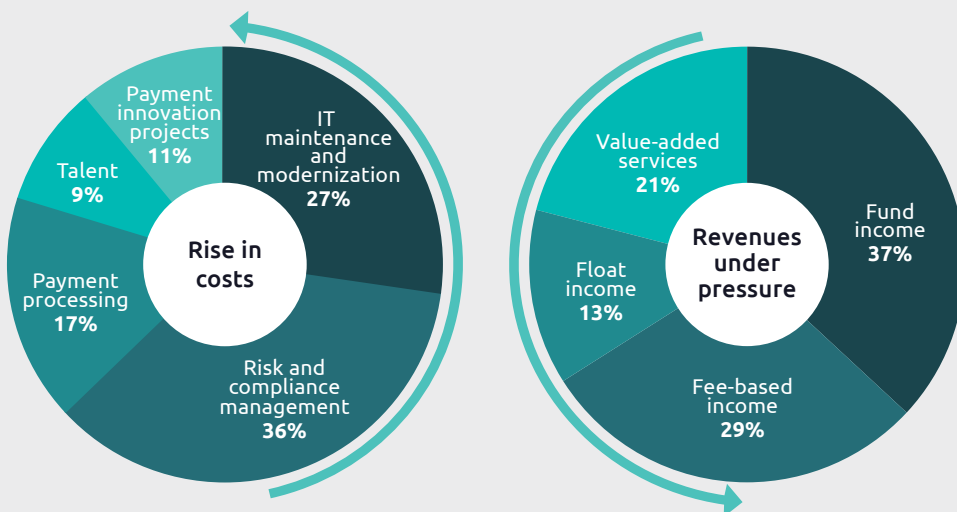 Payment
innovation
projects
11%
IT
maintenance
and
modernization
27%
Talent
9%
Rise in
costs
Payment
processing
17%
Risk and
compliance
management
36%
Value-added
services
21%
Fund
income
37%
Revenues
under
pressure
Float
income
13%
Fee-based
income
29%